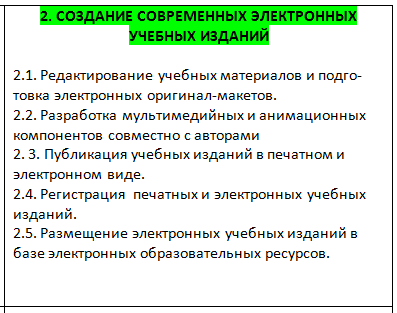 2. СОЗДАНИЕ СОВРЕМЕННЫХ ЭЛЕКТРОННЫХ
УЧЕБНЫХ ИЗДАНИЙ
2.1. Редактирование учебных материалов и подго-
товка электронных оригинал-макетов.
2.2. Разработка мультимедийных и анимационных
компонентов совместно с авторами
2. 3. Публикация учебных изданий в печатном и
электронном виде.
2.4. Регистрация  печатных и электронных учебных
изданий.
2.5. Размещение электронных учебных изданий в
базе электронных образовательных ресурсов.